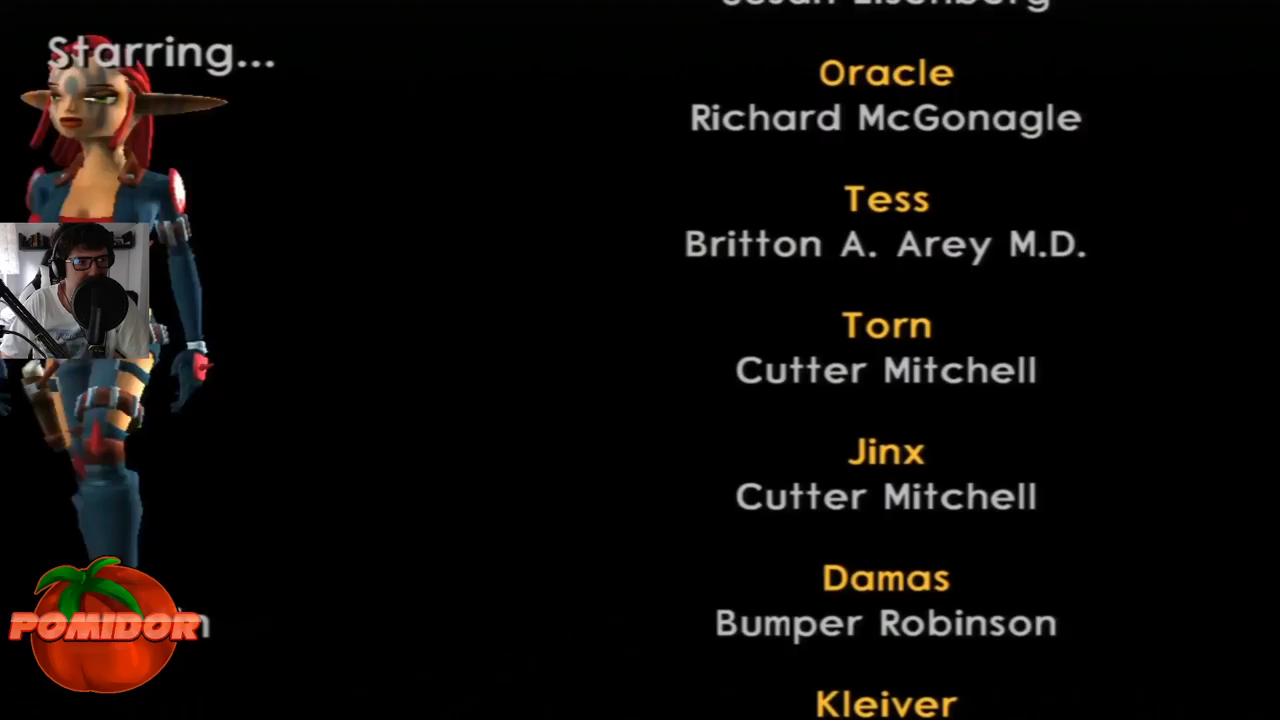 Starring...
Oracle
Richard McGonagle
Tess
Britton A. Arey M.D.
Torn
Cutter Mitchell
Jinx
Cutter Mitchell
Damas
Bumper Robinson
Kleiver
POMIDOR